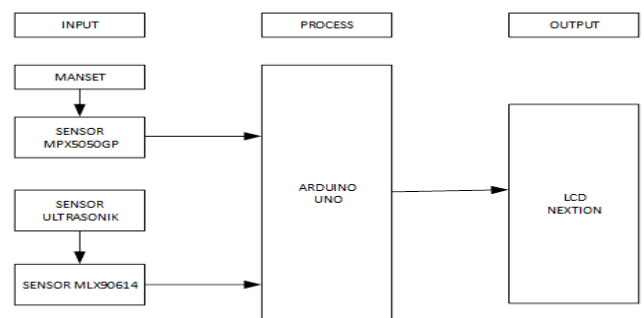 INPUT
PROCESS
OUTPUT
MANSET
SENSOR
MPX5050GP
SENSOR
ULTRASONIK
SENSOR MLX90614
ARDUINO
UNO
LCD
NEXTION